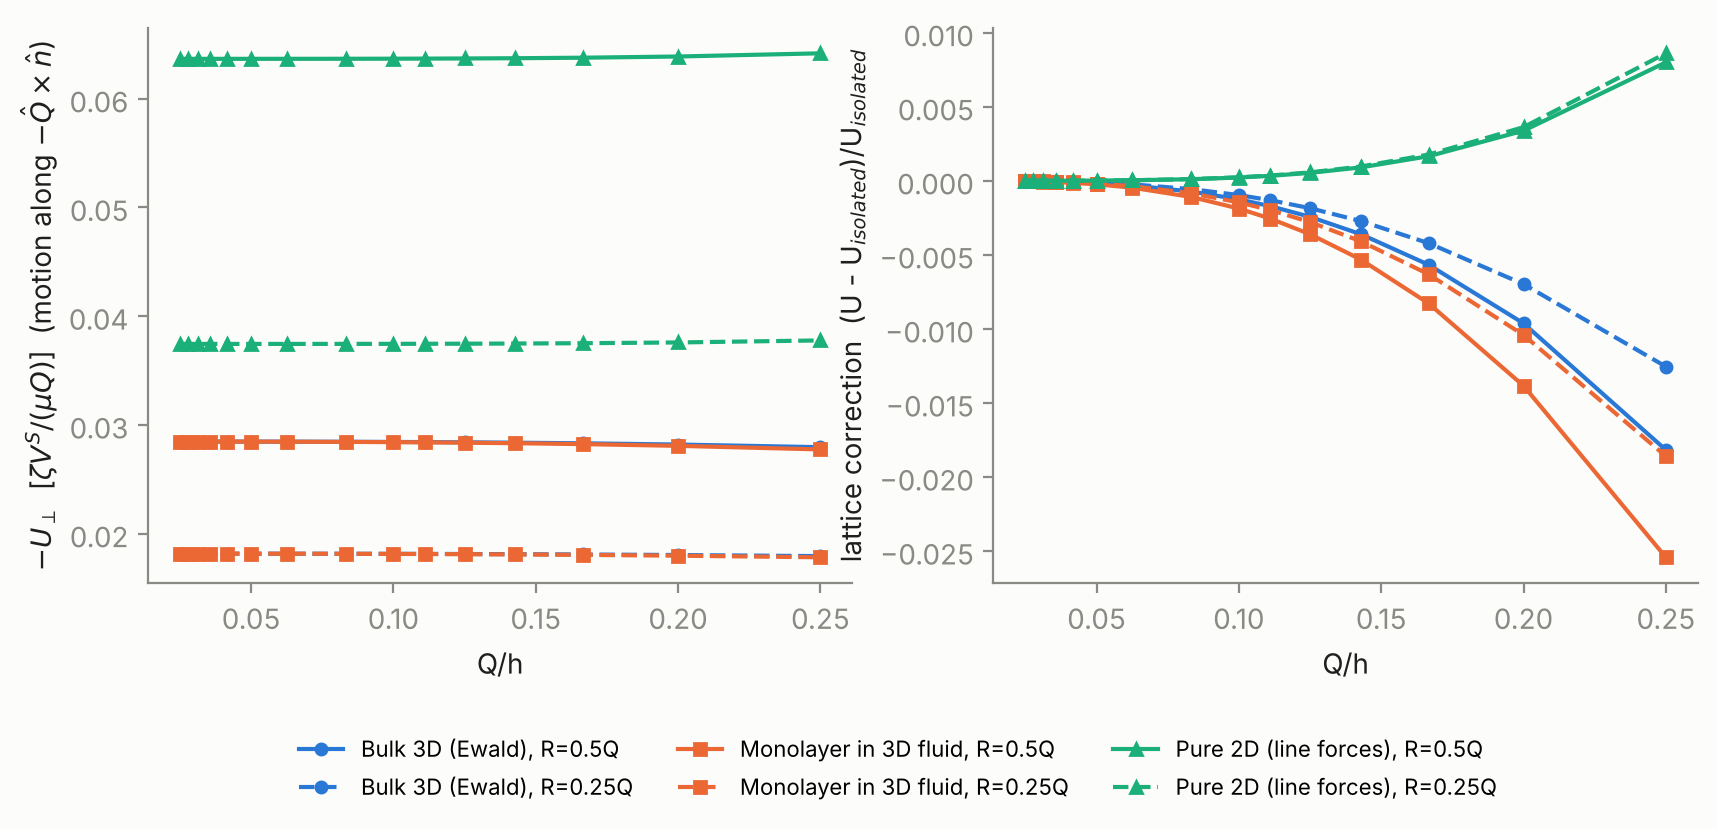 −U⊥ [ζVˢ/(μQ)] (motion along −Q̂ × n̂)
0.06
0.05
0.04
0.03
0.02
0.05 0.10 0.15 0.20 0.25
Q/h
lattice correction (U - U_isolated)/U_isolated
0.010
0.005
0.000
−0.005
−0.010
−0.015
−0.020
−0.025
0.05 0.10 0.15 0.20 0.25
Q/h
Bulk 3D (Ewald), R=0.5Q
Monolayer in 3D fluid, R=0.5Q
Pure 2D (line forces), R=0.5Q
Bulk 3D (Ewald), R=0.25Q
Monolayer in 3D fluid, R=0.25Q
Pure 2D (line forces), R=0.25Q